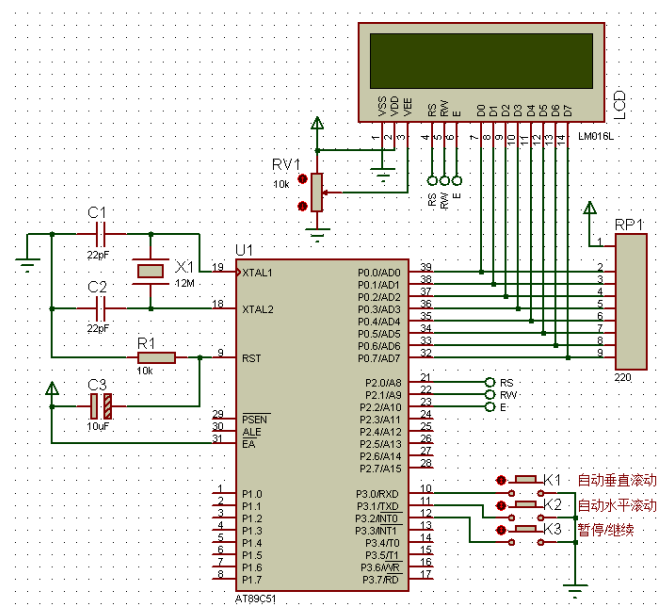 LCD
LM016L
VSS
VDD
VEE
RS
RW
E
D0
D1
D2
D3
D4
D5
D6
D7
1
2
3
4
5
6
7
8
9
10
11
12
13
14
RS
RW
E
RV1
10k
C1
22pF
X1
12M
C2
22pF
R1
10k
C3
10uF
U1
19 XTAL1
18 XTAL2
9 RST
29 PSEN
30 ALE
31 EA
1 P1.0
2 P1.1
3 P1.2
4 P1.3
5 P1.4
6 P1.5
7 P1.6
8 P1.7
P0.0/AD0 39
P0.1/AD1 38
P0.2/AD2 37
P0.3/AD3 36
P0.4/AD4 35
P0.5/AD5 34
P0.6/AD6 33
P0.7/AD7 32
P2.0/A8 21 RS
P2.1/A9 22 RW
P2.2/A10 23 E
P2.3/A11 24
P2.4/A12 25
P2.5/A13 26
P2.6/A14 27
P2.7/A15 28
P3.0/RXD 10
P3.1/TXD 11
P3.2/INT0 12
P3.3/INT1 13
P3.4/T0 14
P3.5/T1 15
P3.6/WR 16
P3.7/RD 17
AT89C51
RP1
1
2
3
4
5
6
7
8
9
220
K1 自动垂直滚动
K2 自动水平滚动
K3 暂停/继续